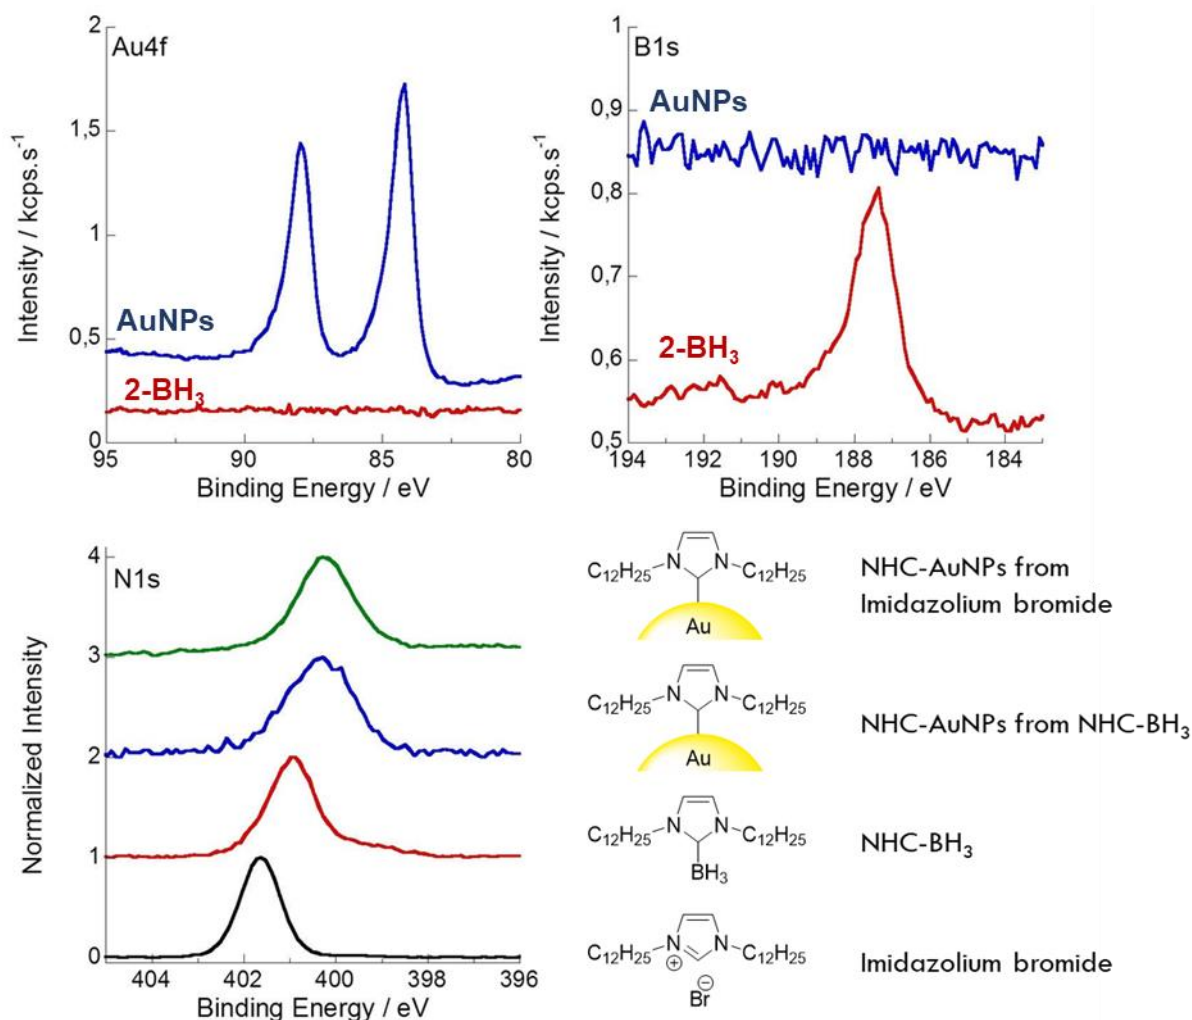 Au4f
2
1,5
1
0,5
0
Intensity / kcps.s⁻¹
AuNPs
2-BH₃
95
90
85
80
Binding Energy / eV
B1s
1
0,9
0,8
0,7
0,6
0,5
Intensity / kcps.s⁻¹
AuNPs
2-BH₃
194
192
190
188
186
184
Binding Energy / eV
N1s
4
3
2
1
0
Normalized Intensity
404
402
400
398
396
Binding Energy / eV
C₁₂H₂₅ N N C₁₂H₂₅
Au
NHC-AuNPs from
Imidazolium bromide
C₁₂H₂₅ N N C₁₂H₂₅
Au
NHC-AuNPs from NHC-BH₃
C₁₂H₂₅ N N C₁₂H₂₅
BH₃
NHC-BH₃
C₁₂H₂₅ N N C₁₂H₂₅
⊕
⊖
Br
Imidazolium bromide